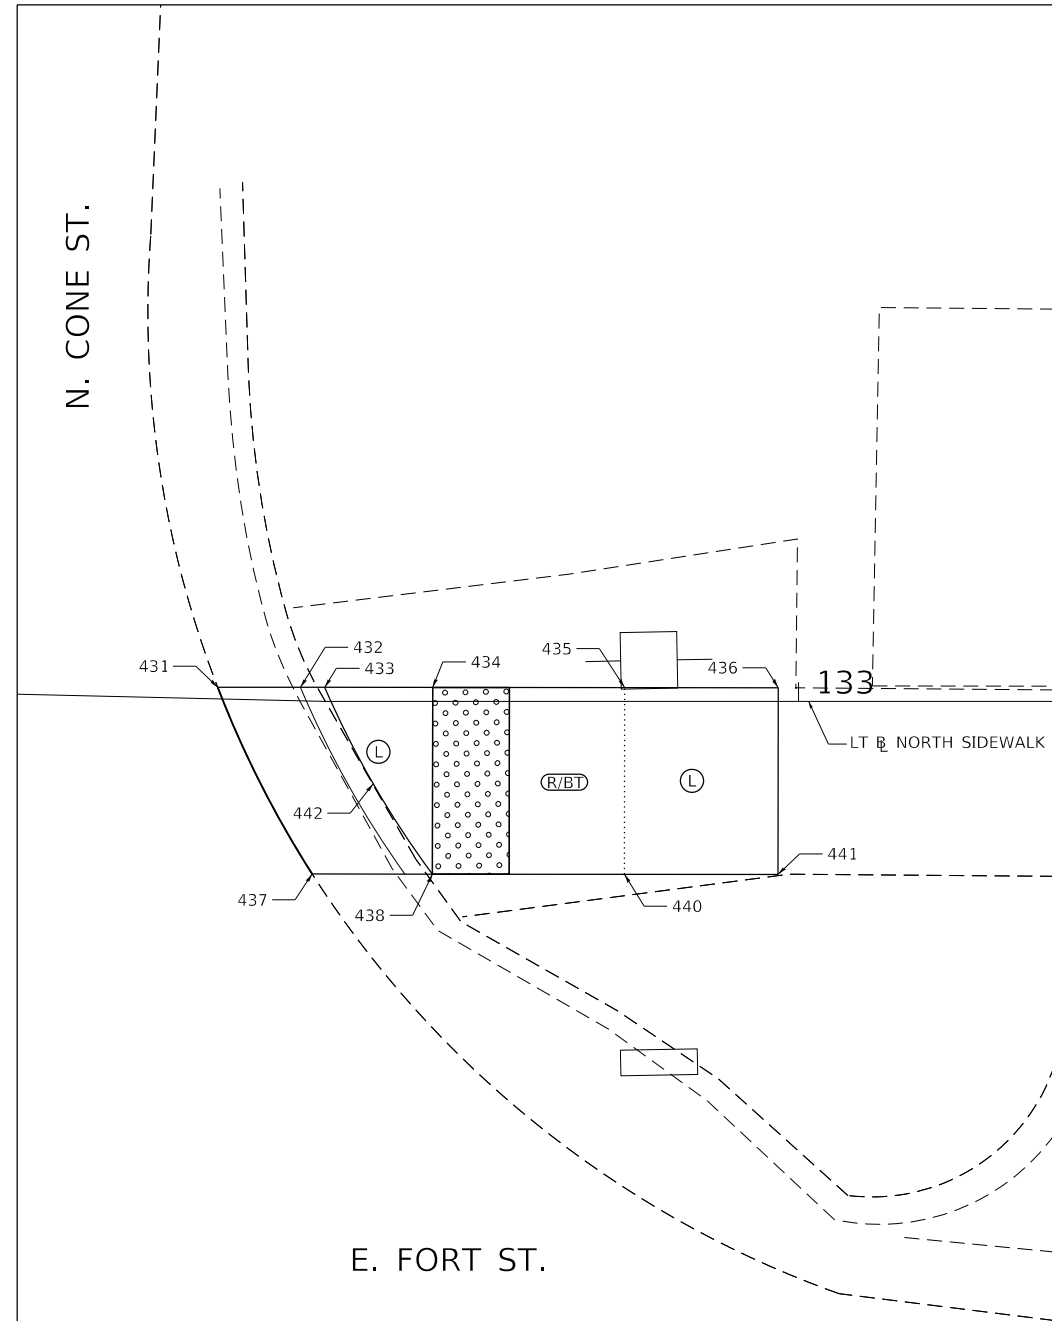 N. CONE ST.
432
431
433
434
435
436
133
LT B͟L NORTH SIDEWALK
L
R/BT
L
442
441
437
438
440
E. FORT ST.